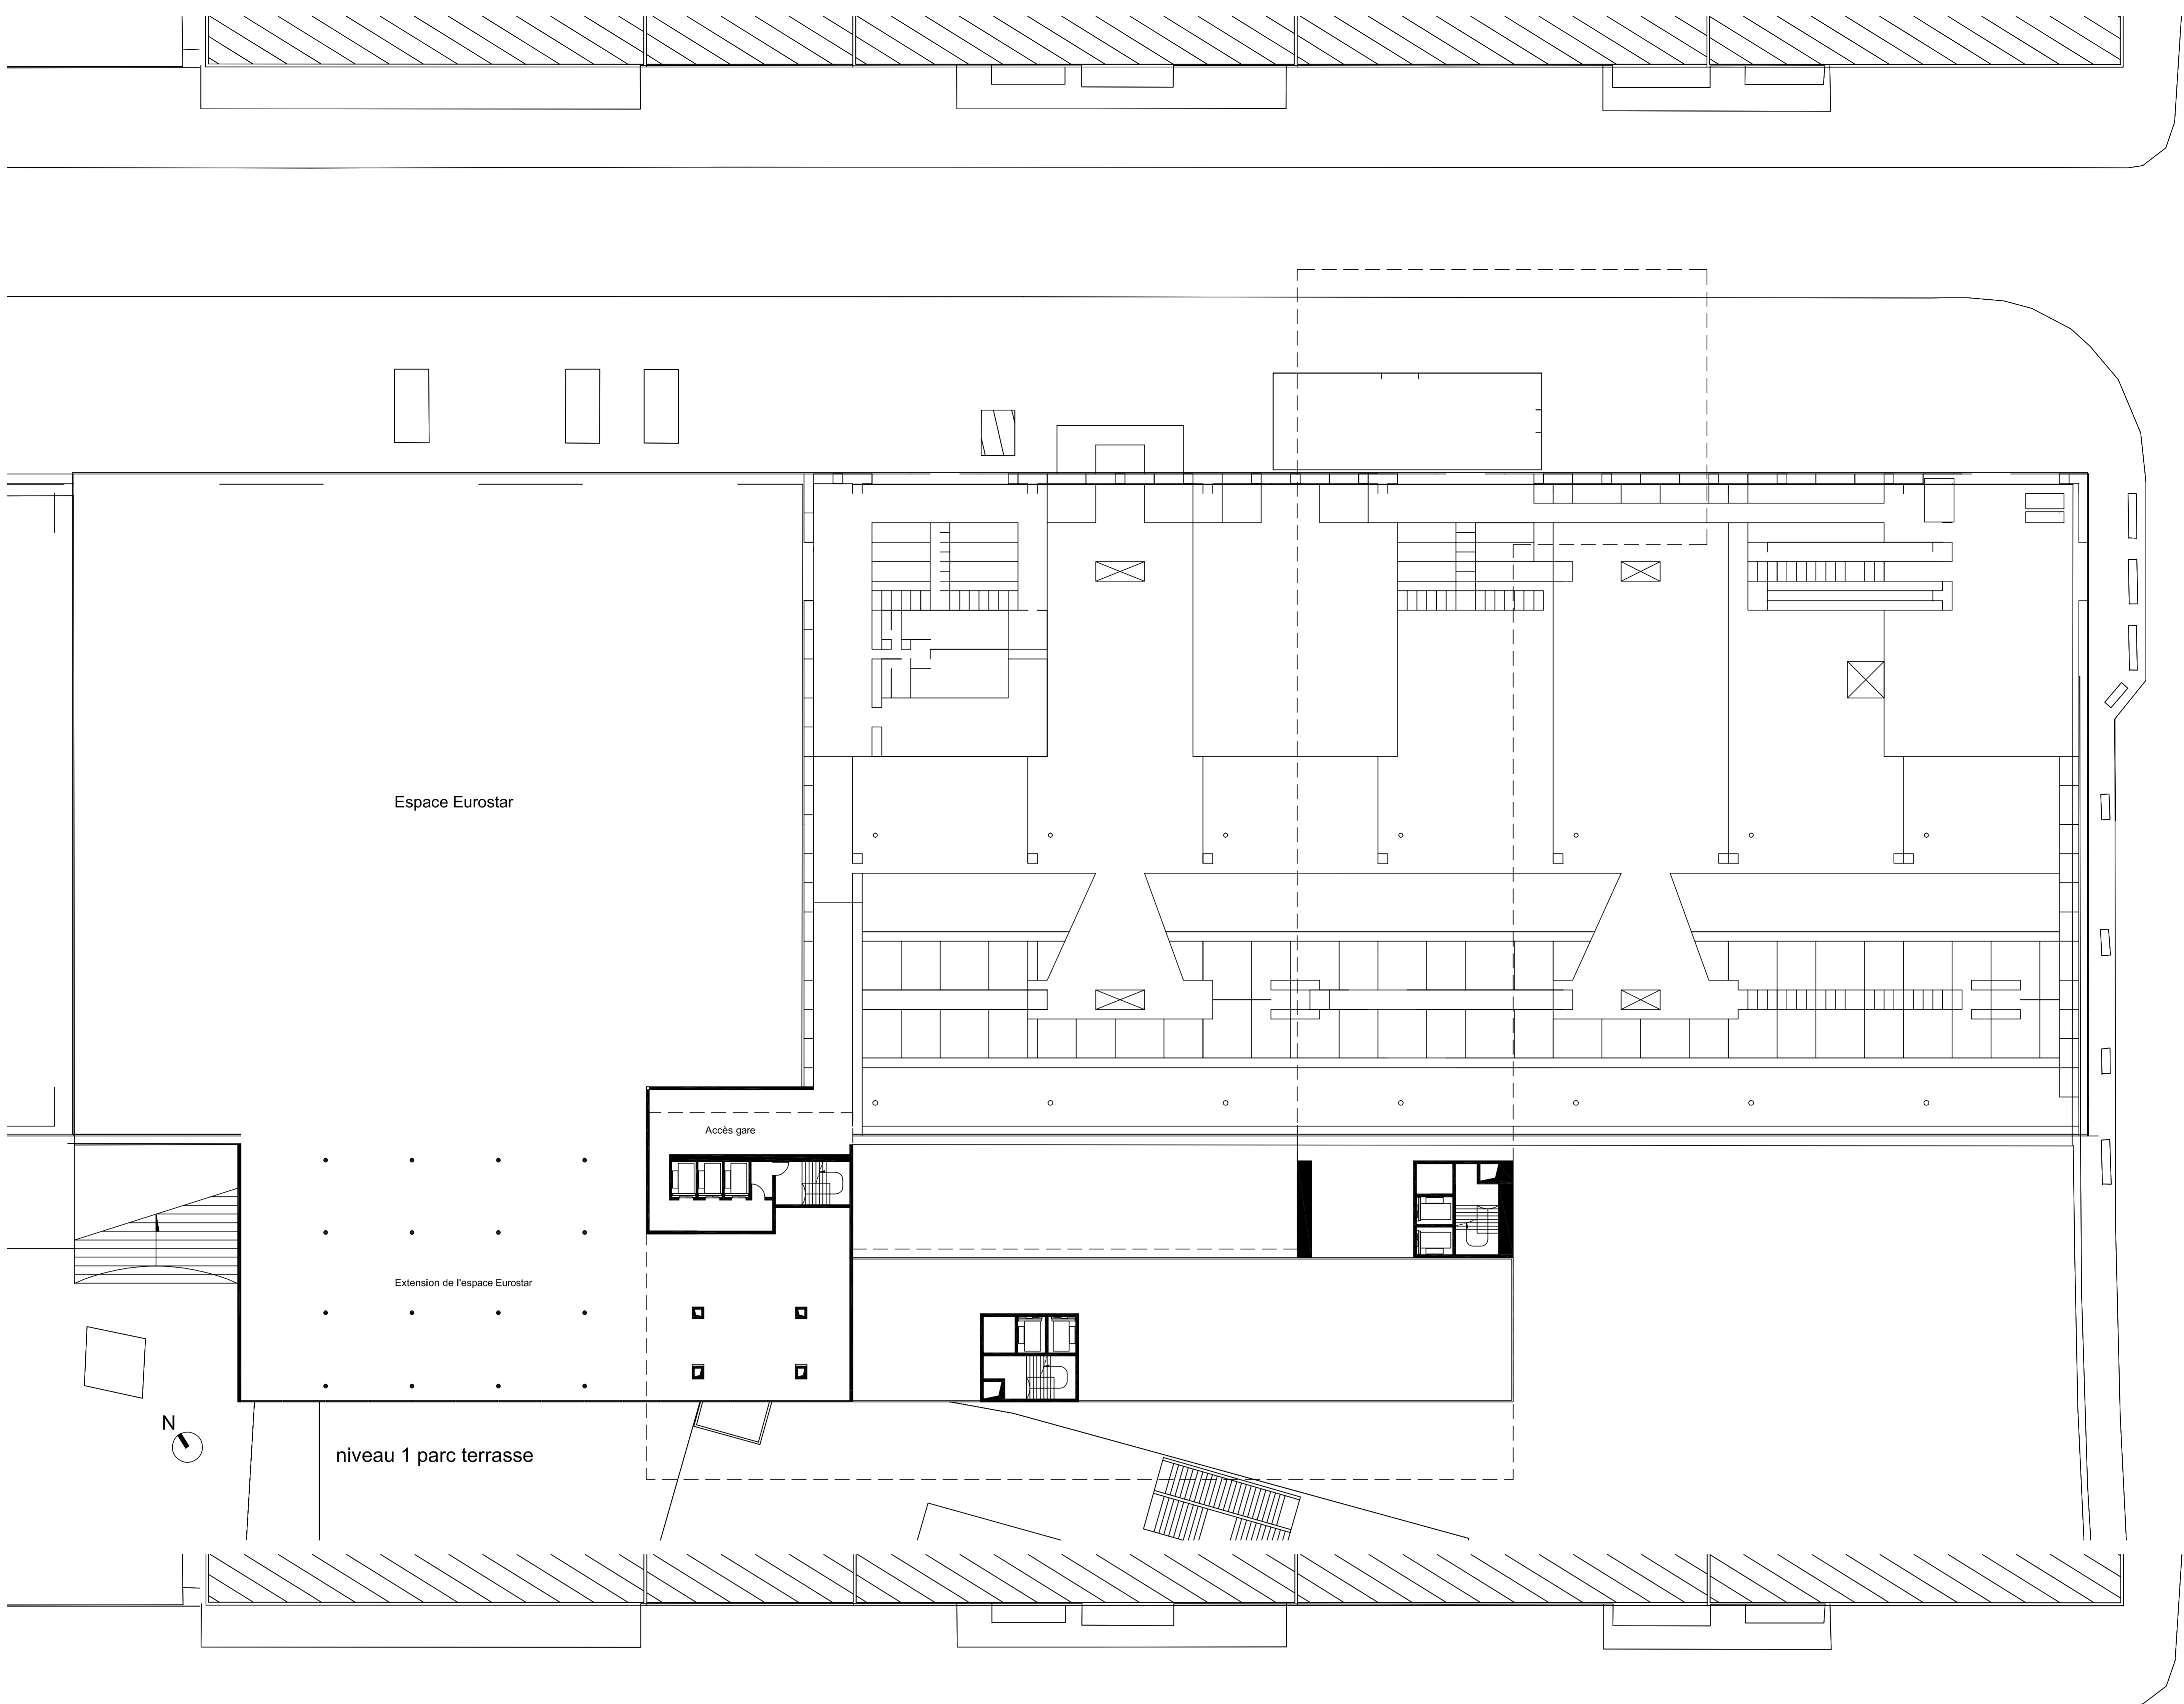 Espace Eurostar
Accès gare
Extension de l'espace Eurostar
N
niveau 1 parc terrasse